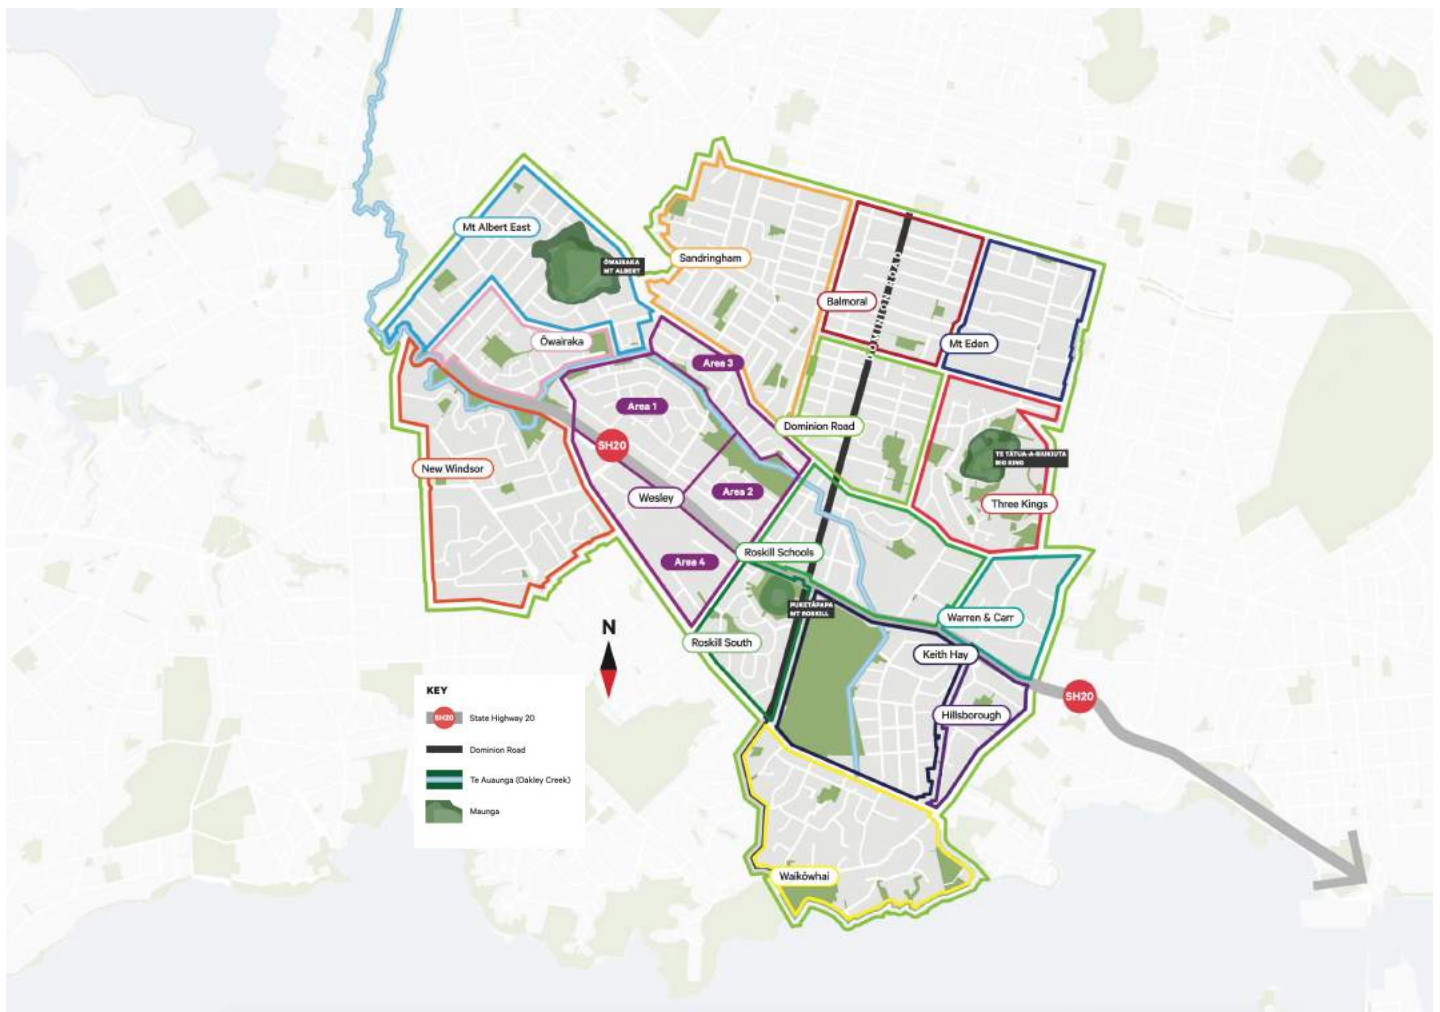 Mt Albert East
ŌWAIRAKA
MT ALBERT
Sandringham
DOMINION ROAD
Balmoral
Mt Eden
Ōwairaka
Area 3
Area 1
Dominion Road
SH20
New Windsor
TE TĀTUA-A-RIUKIUTA
BIG KING
Wesley
Area 2
Three Kings
Roskill Schools
Area 4
PUKETĀPAPA
MT ROSKILL
Warren & Carr
N
Roskill South
Keith Hay
SH20
Hillsborough
KEY
SH20 State Highway 20
Dominion Road
Te Auaunga (Oakley Creek)
Maunga
Waikōwhai